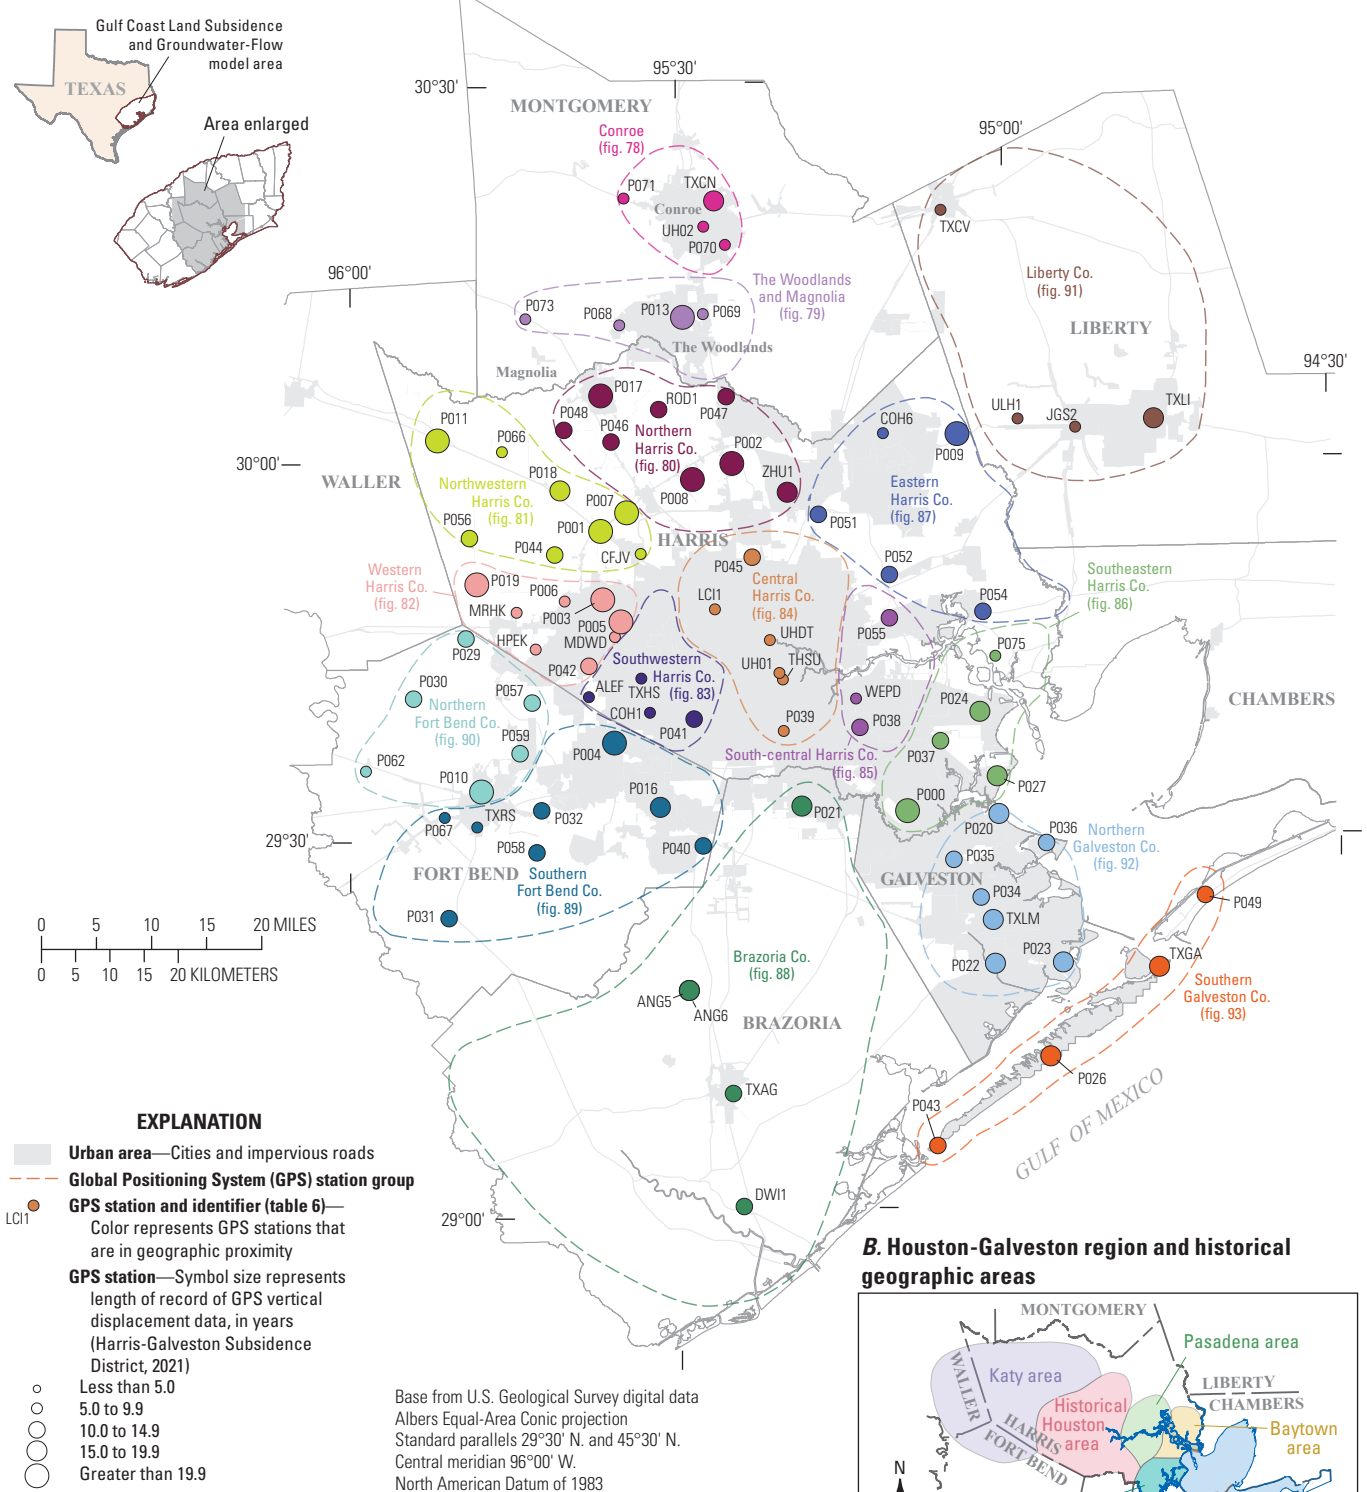 Gulf Coast Land Subsidence
and Groundwater-Flow
model area
TEXAS
Area enlarged
95°30'
30°30'
MONTGOMERY
Conroe
(fig. 78)
95°00'
P071
TXCN
Conroe
UH02
P070
TXCV
96°00'
The Woodlands
and Magnolia
(fig. 79)
Liberty Co.
(fig. 91)
P073
P068
P013
P069
LIBERTY
The Woodlands
94°30'
Magnolia
P017
ROD1
P047
P048
P046
Northern
Harris Co.
(fig. 80)
P002
P008
ZHU1
P011
P066
P018
P007
Northwestern
Harris Co.
(fig. 81)
P001
P056
P044
CFJV
30°00'
WALLER
COH6
P009
Eastern
Harris Co.
(fig. 87)
P051
P052
P054
ULH1
JGS2
TXLI
HARRIS
Western
Harris Co.
(fig. 82)
P019
P006
MRHK
P003
P005
HPEK
MDWD
P042
P045
Central
Harris Co.
(fig. 84)
LCI1
UHDT
UH01
THSU
P039
P055
Southeastern
Harris Co.
(fig. 86)
P075
P029
Southwestern
Harris Co.
(fig. 83)
ALEF
TXHS
COH1
P041
WEPD
P038
South-central Harris Co.
(fig. 85)
P024
P037
P027
P000
CHAMBERS
P030
P057
Northern
Fort Bend Co.
(fig. 90)
P059
P062
P010
P004
P016
TXRS
P067
P032
P058
P040
P021
29°30'
FORT BEND
Southern
Fort Bend Co.
(fig. 89)
P031
P020
P036
Northern
Galveston Co.
(fig. 92)
P035
GALVESTON
P034
TXLM
P023
P022
P049
TXGA
Southern
Galveston Co.
(fig. 93)
0 5 10 15 20 MILES
0 5 10 15 20 KILOMETERS
Brazoria Co.
(fig. 88)
ANG5
ANG6
BRAZORIA
TXAG
P026
P043
GULF OF MEXICO
DWI1
29°00'
EXPLANATION
Urban area—Cities and impervious roads
Global Positioning System (GPS) station group
LCI1
GPS station and identifier (table 6)—
Color represents GPS stations that
are in geographic proximity
GPS station—Symbol size represents
length of record of GPS vertical
displacement data, in years
(Harris-Galveston Subsidence
District, 2021)
Less than 5.0
5.0 to 9.9
10.0 to 14.9
15.0 to 19.9
Greater than 19.9
Base from U.S. Geological Survey digital data
Albers Equal-Area Conic projection
Standard parallels 29°30' N. and 45°30' N.
Central meridian 96°00' W.
North American Datum of 1983
B. Houston-Galveston region and historical
geographic areas
MONTGOMERY
Pasadena area
WALLER
Katy area
LIBERTY
CHAMBERS
Historical
Houston
area
HARRIS
FORT BEND
Baytown
area
N